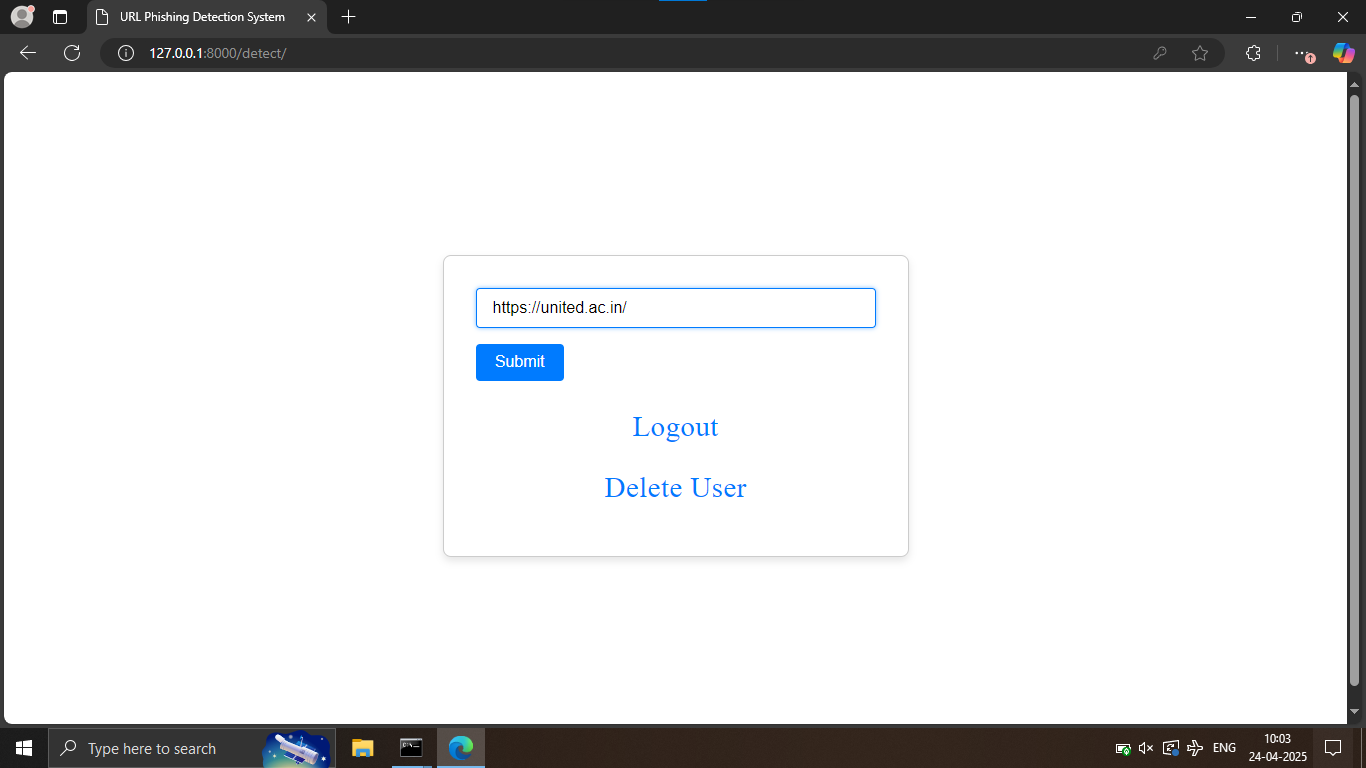 URL Phishing Detection System
127.0.0.1:8000/detect/
https://united.ac.in/
Submit
Logout
Delete User
Type here to search
ENG
10:03
24-04-2025